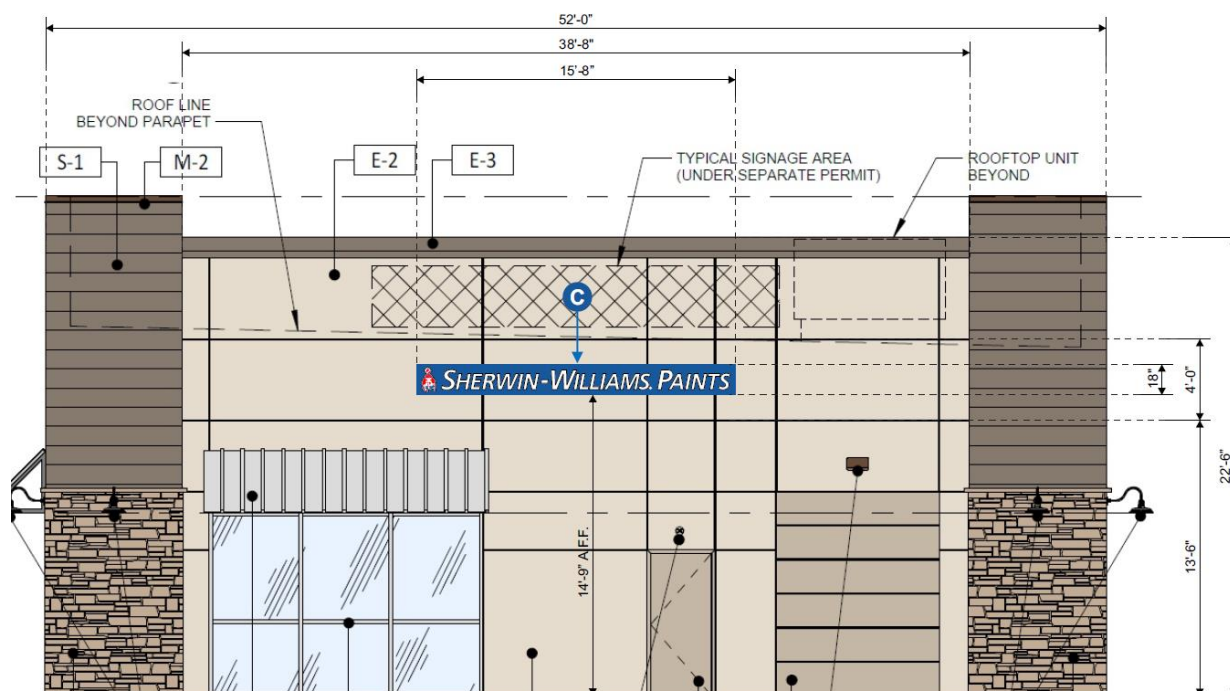 52'-0"
38'-8"
15'-8"
ROOF LINE
BEYOND PARAPET
S-1
M-2
E-2
E-3
TYPICAL SIGNAGE AREA
(UNDER SEPARATE PERMIT)
ROOFTOP UNIT
BEYOND
C
SHERWIN-WILLIAMS. PAINTS
18"
4'-0"
22'-6"
14'-9" A.F.F.
13'-6"